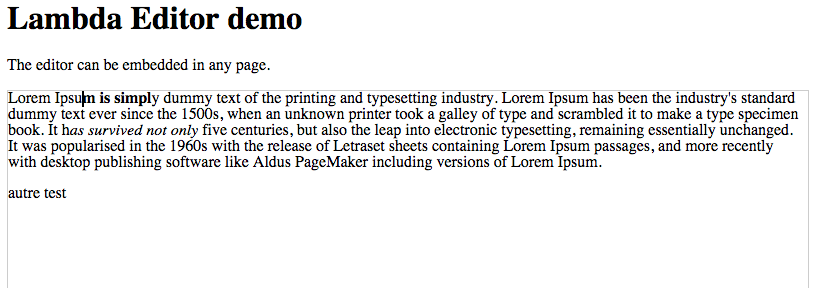 Lambda Editor demo
The editor can be embedded in any page.
Lorem Ipsum is simply dummy text of the printing and typesetting industry. Lorem Ipsum has been the industry's standard
dummy text ever since the 1500s, when an unknown printer took a galley of type and scrambled it to make a type specimen
book. It has survived not only five centuries, but also the leap into electronic typesetting, remaining essentially unchanged.
It was popularised in the 1960s with the release of Letraset sheets containing Lorem Ipsum passages, and more recently
with desktop publishing software like Aldus PageMaker including versions of Lorem Ipsum.
autre test